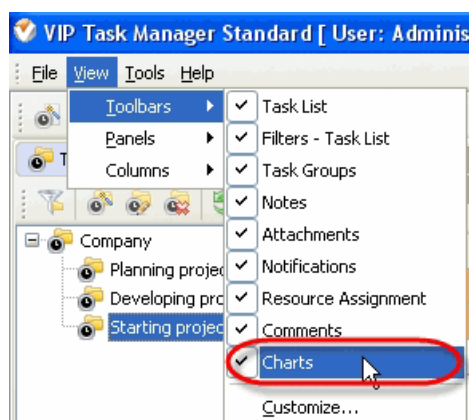 VIP Task Manager Standard [ User: Adminis
File View Tools Help
Toolbars
Panels
Columns
Task List
Filters - Task List
Task Groups
Notes
Attachments
Notifications
Resource Assignment
Comments
Charts
Customize...
T
Company
Planning projec
Developing pro
Starting projec